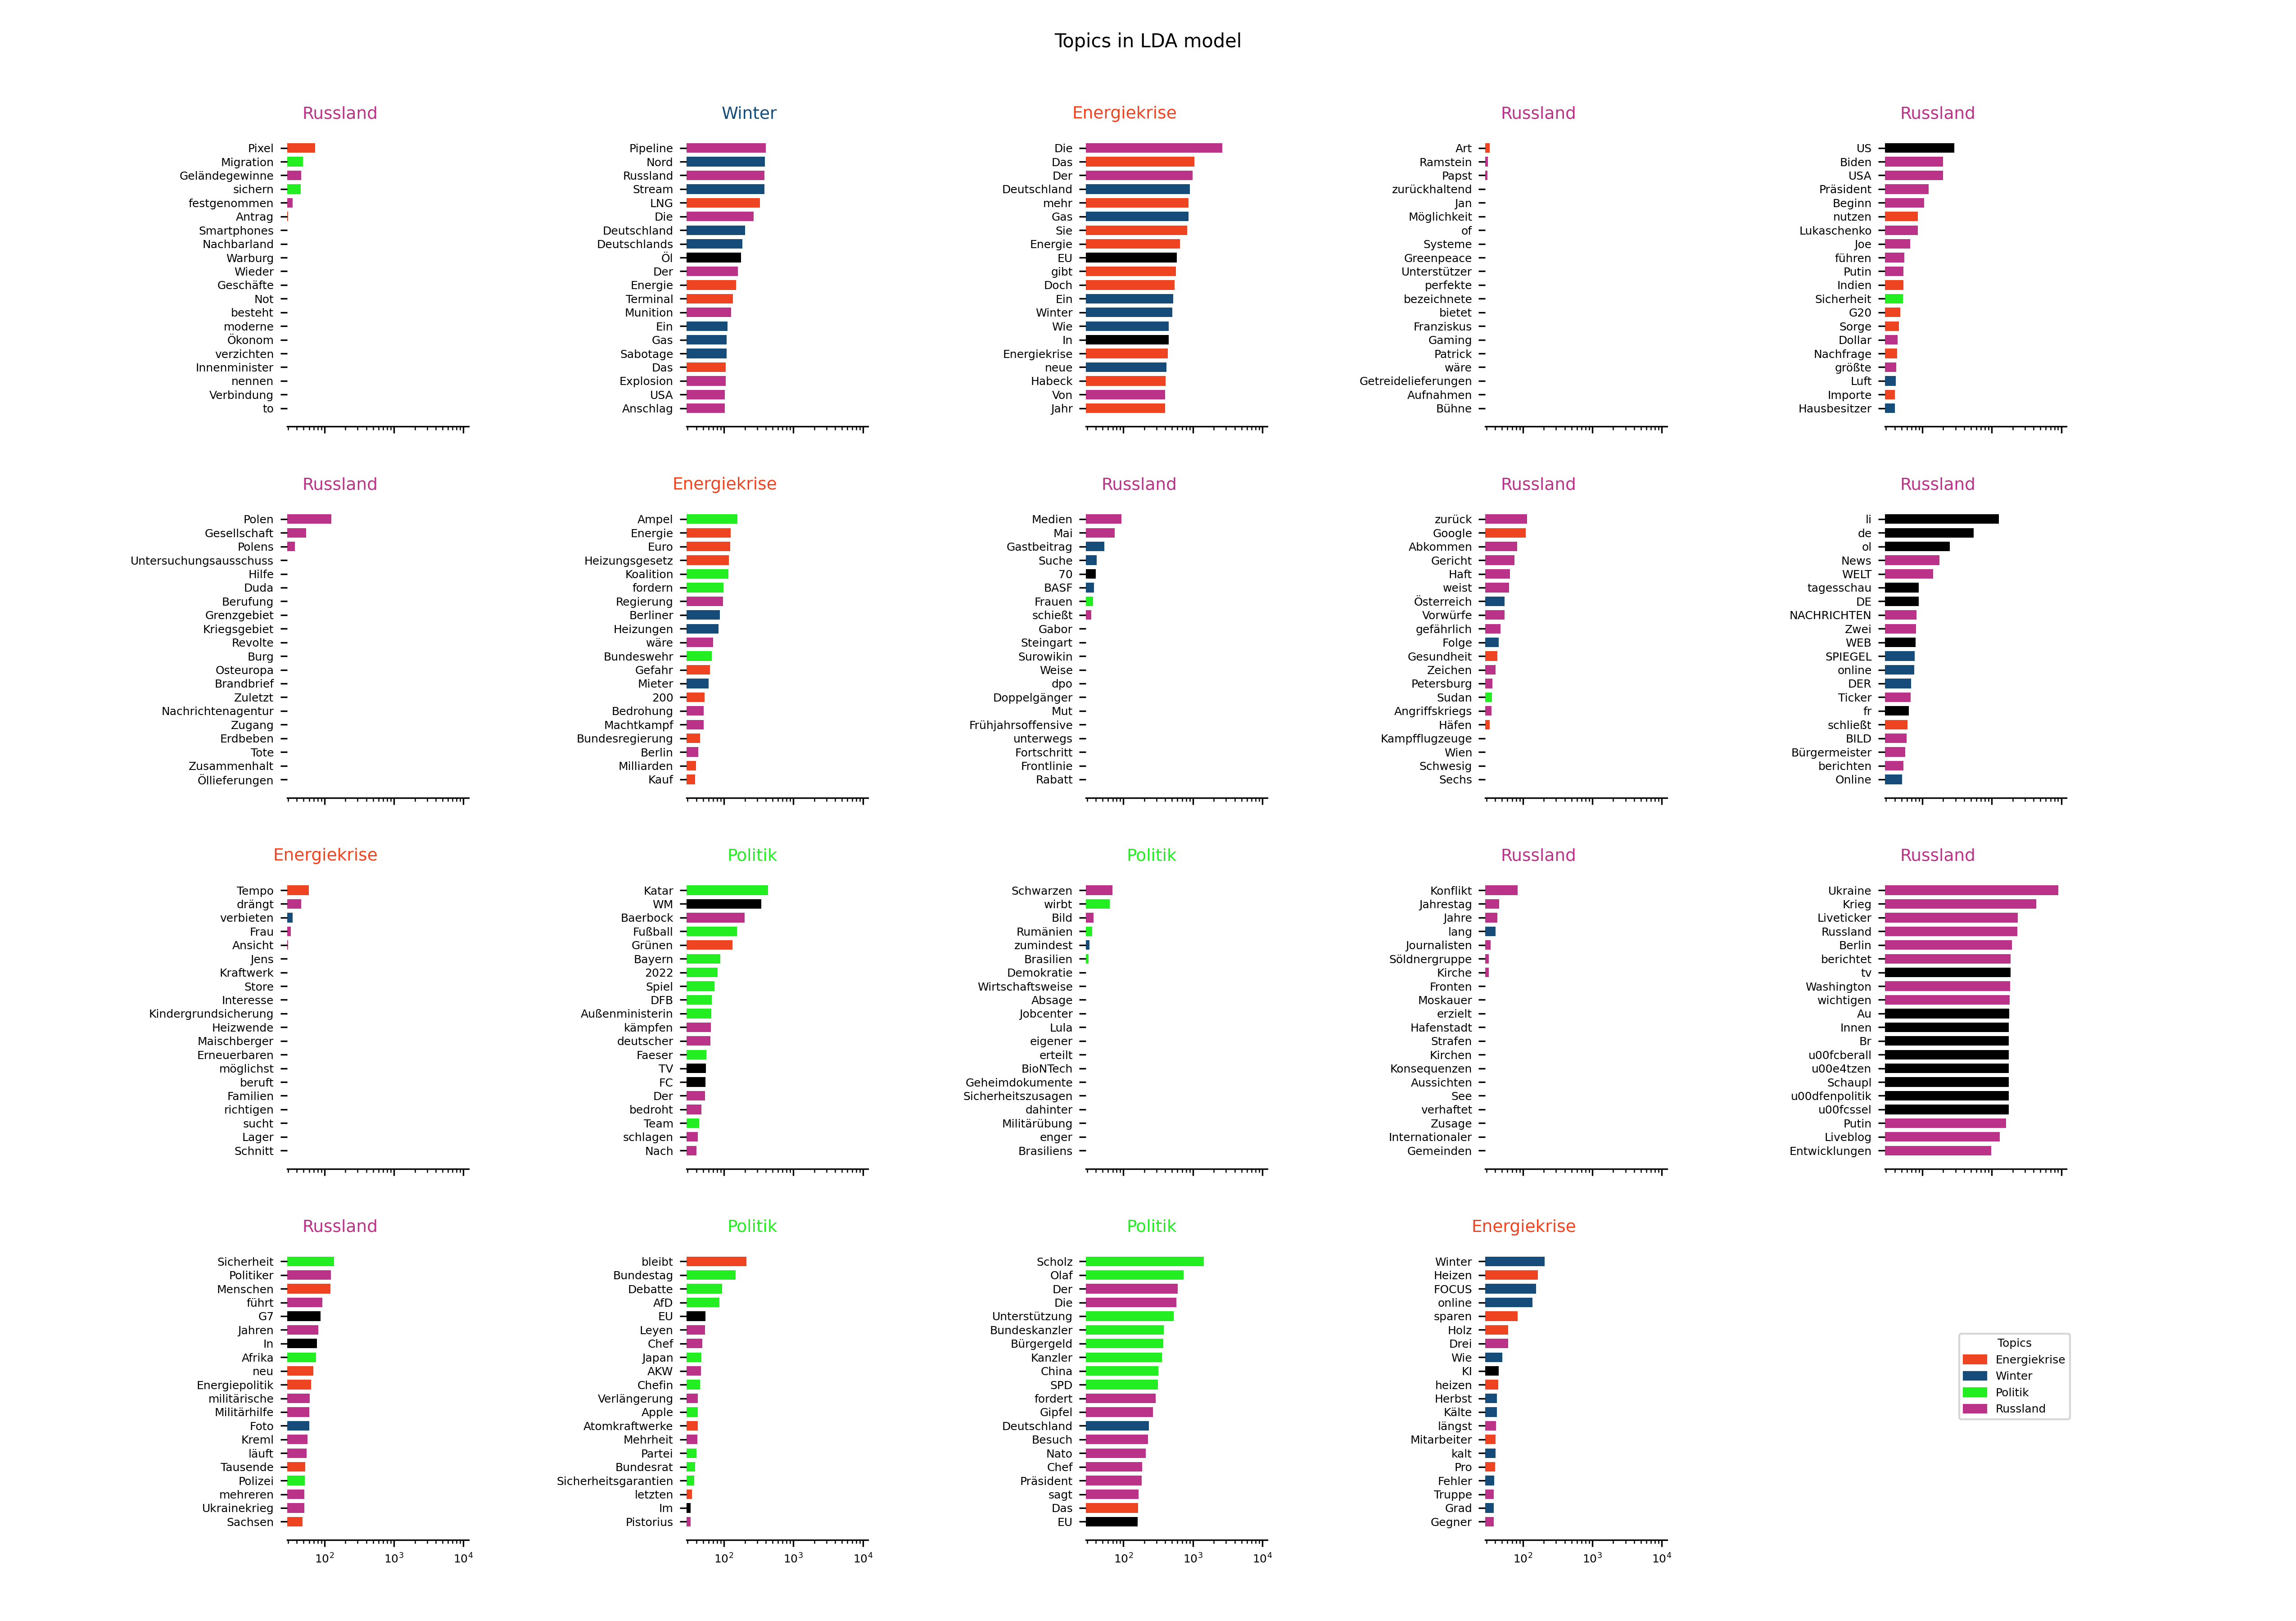 Topics in LDA model
Russland
Pixel
Migration
Geländegewinne
sichern
festgenommen
Antrag
Smartphones
Nachbarland
Warburg
Wieder
Geschäfte
Not
besteht
moderne
Ökonom
verzichten
Innenminister
nennen
Verbindung
to
Winter
Pipeline
Nord
Russland
Stream
LNG
Die
Deutschland
Deutschlands
Öl
Der
Energie
Terminal
Munition
Ein
Gas
Sabotage
Das
Explosion
USA
Anschlag
Energiekrise
Die
Das
Der
Deutschland
mehr
Gas
Sie
Energie
EU
gibt
Doch
Ein
Winter
Wie
In
Energiekrise
neue
Habeck
Von
Jahr
Russland
Art
Ramstein
Papst
zurückhaltend
Jan
Möglichkeit
of
Systeme
Greenpeace
Unterstützer
perfekte
bezeichnete
bietet
Franziskus
Gaming
Patrick
wäre
Getreidelieferungen
Aufnahmen
Bühne
Russland
US
Biden
USA
Präsident
Beginn
nutzen
Lukaschenko
Joe
führen
Putin
Indien
Sicherheit
G20
Sorge
Dollar
Nachfrage
größte
Luft
Importe
Hausbesitzer
Russland
Polen
Gesellschaft
Polens
Untersuchungsausschuss
Hilfe
Duda
Berufung
Grenzgebiet
Kriegsgebiet
Revolte
Burg
Osteuropa
Brandbrief
Zuletzt
Nachrichtenagentur
Zugang
Erdbeben
Tote
Zusammenhalt
Öllieferungen
Energiekrise
Ampel
Energie
Euro
Heizungsgesetz
Koalition
fordern
Regierung
Berliner
Heizungen
wäre
Bundeswehr
Gefahr
Mieter
200
Bedrohung
Machtkampf
Bundesregierung
Berlin
Milliarden
Kauf
Russland
Medien
Mai
Gastbeitrag
Suche
70
BASF
Frauen
schießt
Gabor
Steingart
Surowikin
Weise
dpo
Doppelgänger
Mut
Frühjahrsoffensive
unterwegs
Fortschritt
Frontlinie
Rabatt
Russland
zurück
Google
Abkommen
Gericht
Haft
weist
Österreich
Vorwürfe
gefährlich
Folge
Gesundheit
Zeichen
Petersburg
Sudan
Angriffskriegs
Häfen
Kampfflugzeuge
Wien
Schwesig
Sechs
Russland
li
de
ol
News
WELT
tagesschau
DE
NACHRICHTEN
Zwei
WEB
SPIEGEL
online
DER
Ticker
fr
schließt
BILD
Bürgermeister
berichten
Online
Energiekrise
Tempo
drängt
verbieten
Frau
Ansicht
Jens
Kraftwerk
Store
Interesse
Kindergrundsicherung
Heizwende
Maischberger
Erneuerbaren
möglichst
beruft
Familien
richtigen
sucht
Lager
Schnitt
Politik
Katar
WM
Baerbock
Fußball
Grünen
Bayern
2022
Spiel
DFB
Außenministerin
kämpfen
deutscher
Faeser
TV
FC
Der
bedroht
Team
schlagen
Nach
Politik
Schwarzen
wirbt
Bild
Rumänien
zumindest
Brasilien
Demokratie
Wirtschaftsweise
Absage
Jobcenter
Lula
eigener
erteilt
BioNTech
Geheimdokumente
Sicherheitszusagen
dahinter
Militärübung
enger
Brasiliens
Russland
Konflikt
Jahrestag
Jahre
lang
Journalisten
Söldnergruppe
Kirche
Fronten
Moskauer
erzielt
Hafenstadt
Strafen
Kirchen
Konsequenzen
Aussichten
See
verhaftet
Zusage
Internationaler
Gemeinden
Russland
Ukraine
Krieg
Liveticker
Russland
Berlin
berichtet
tv
Washington
wichtigen
Au
Innen
Br
u00fcberall
u00e4tzen
Schaupl
u00dfenpolitik
u00fcssel
Putin
Liveblog
Entwicklungen
Russland
Sicherheit
Politiker
Menschen
führt
G7
Jahren
In
Afrika
neu
Energiepolitik
militärische
Militärhilfe
Foto
Kreml
läuft
Tausende
Polizei
mehreren
Ukrainekrieg
Sachsen
10² 10³ 10⁴
Politik
bleibt
Bundestag
Debatte
AfD
EU
Leyen
Chef
Japan
AKW
Chefin
Verlängerung
Apple
Atomkraftwerke
Mehrheit
Partei
Bundesrat
Sicherheitsgarantien
letzten
Im
Pistorius
10² 10³ 10⁴
Politik
Scholz
Olaf
Der
Die
Unterstützung
Bundeskanzler
Bürgergeld
Kanzler
China
SPD
fordert
Gipfel
Deutschland
Besuch
Nato
Chef
Präsident
sagt
Das
EU
10² 10³ 10⁴
Energiekrise
Winter
Heizen
FOCUS
online
sparen
Holz
Drei
Wie
KI
heizen
Herbst
Kälte
längst
Mitarbeiter
kalt
Pro
Fehler
Truppe
Grad
Gegner
10² 10³ 10⁴
Topics
Energiekrise
Winter
Politik
Russland